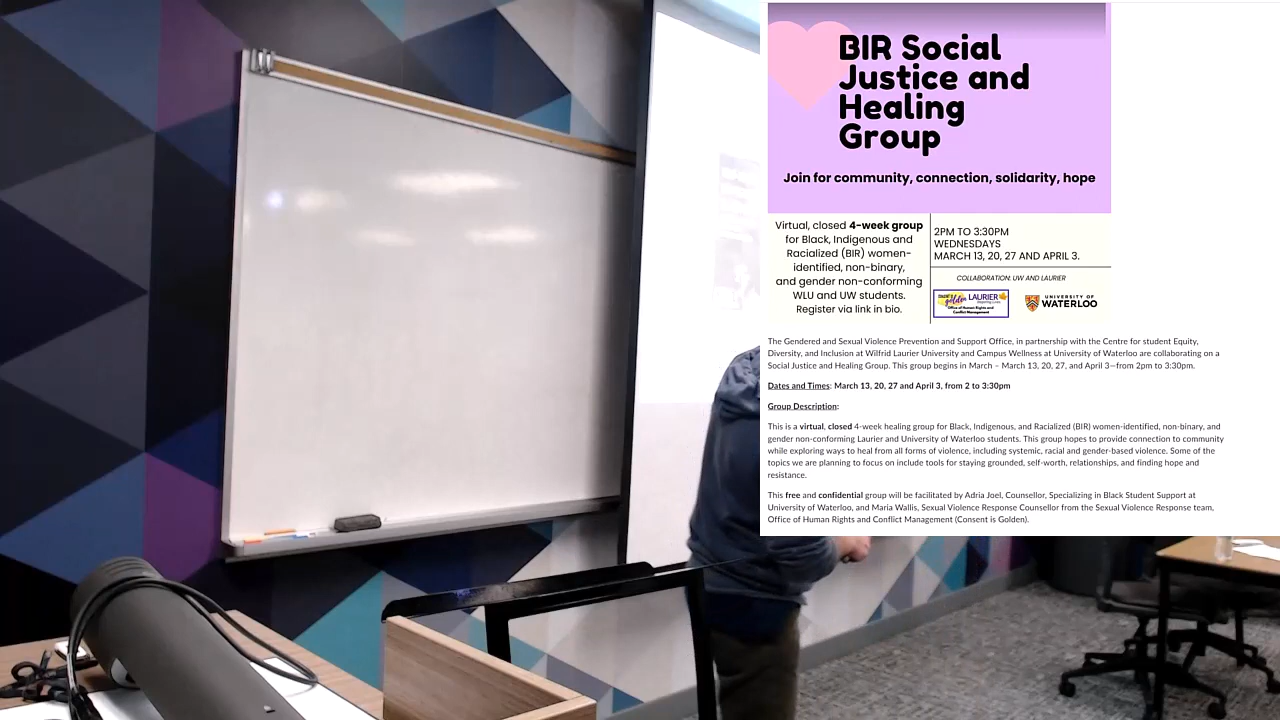 BIR Social
Justice and
Healing
Group
Join for community, connection, solidarity, hope
Virtual, closed 4-week group
for Black, Indigenous and
Racialized (BIR) women-
identified, non-binary,
and gender non-conforming
WLU and UW students.
Register via link in bio.
2PM TO 3:30PM
WEDNESDAYS
MARCH 13, 20, 27 AND APRIL 3.
COLLABORATION: UW AND LAURIER
golden LAURIER
Office of Human Rights and
Conflict Management
UNIVERSITY OF
WATERLOO
The Gendered and Sexual Violence Prevention and Support Office, in partnership with the Centre for student Equity,
Diversity, and Inclusion at Wilfrid Laurier University and Campus Wellness at University of Waterloo are collaborating on a
Social Justice and Healing Group. This group begins in March – March 13, 20, 27, and April 3—from 2pm to 3:30pm.
Dates and Times: March 13, 20, 27 and April 3, from 2 to 3:30pm
Group Description:
This is a virtual, closed 4-week healing group for Black, Indigenous, and Racialized (BIR) women-identified, non-binary, and
gender non-conforming Laurier and University of Waterloo students. This group hopes to provide connection to community
while exploring ways to heal from all forms of violence, including systemic, racial and gender-based violence. Some of the
topics we are planning to focus on include tools for staying grounded, self-worth, relationships, and finding hope and
resistance.
This free and confidential group will be facilitated by Adria Joel, Counsellor, Specializing in Black Student Support at
University of Waterloo, and Maria Wallis, Sexual Violence Response Counsellor from the Sexual Violence Response team,
Office of Human Rights and Conflict Management (Consent is Golden).